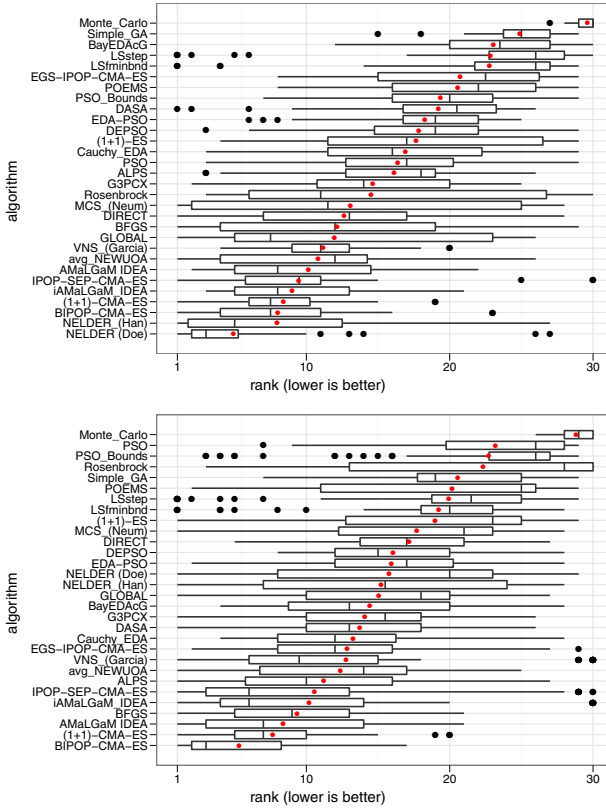 algorithm
Monte_Carlo
Simple_GA
BayEDAcG
LSstep
LSfminbnd
EGS-IPOP-CMA-ES
POEMS
PSO_Bounds
DASA
EDA-PSO
DEPSO
(1+1)-ES
Cauchy_EDA
PSO
ALPS
G3PCX
Rosenbrock
MCS_(Neum)
DIRECT
BFGS
GLOBAL
VNS_(Garcia)
avg_NEWUOA
AMaLGaM IDEA
IPOP-SEP-CMA-ES
iAMaLGaM_IDEA
(1+1)-CMA-ES
BIPOP-CMA-ES
NELDER_(Han)
NELDER (Doe)
1 10 20 30
rank (lower is better)
algorithm
Monte_Carlo
PSO
PSO_Bounds
Rosenbrock
Simple_GA
POEMS
LSstep
LSfminbnd
(1+1)-ES
MCS_(Neum)
DIRECT
DEPSO
EDA-PSO
NELDER (Doe)
NELDER_(Han)
GLOBAL
BayEDAcG
G3PCX
DASA
Cauchy_EDA
EGS-IPOP-CMA-ES
VNS_(Garcia)
avg_NEWUOA
ALPS
IPOP-SEP-CMA-ES
iAMaLGaM_IDEA
BFGS
AMaLGaM IDEA
(1+1)-CMA-ES
BIPOP-CMA-ES
1 10 20 30
rank (lower is better)